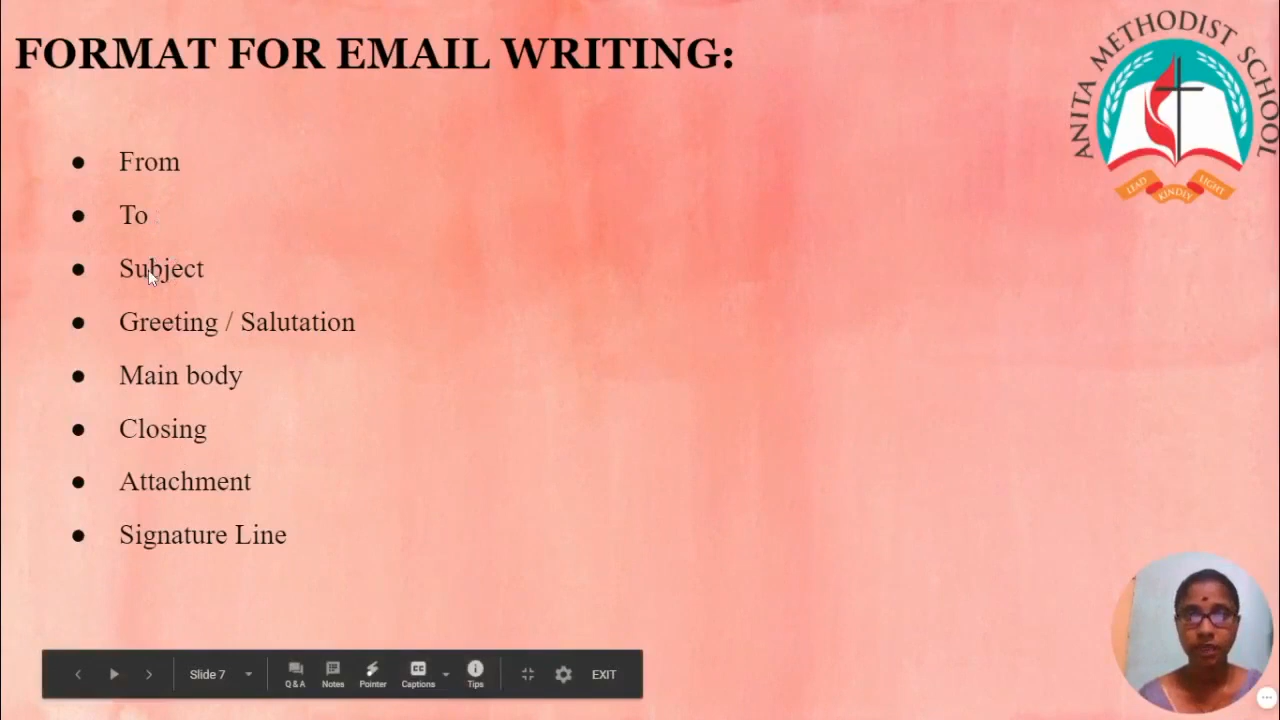 FORMAT FOR EMAIL WRITING:
ANITA METHODIST SCHOOL
LEAD KINDLY LIGHT
● From
● To
● Subject
● Greeting / Salutation
● Main body
● Closing
● Attachment
● Signature Line
Slide 7
Q & A
Notes
Pointer
CC
Captions
Tips
EXIT